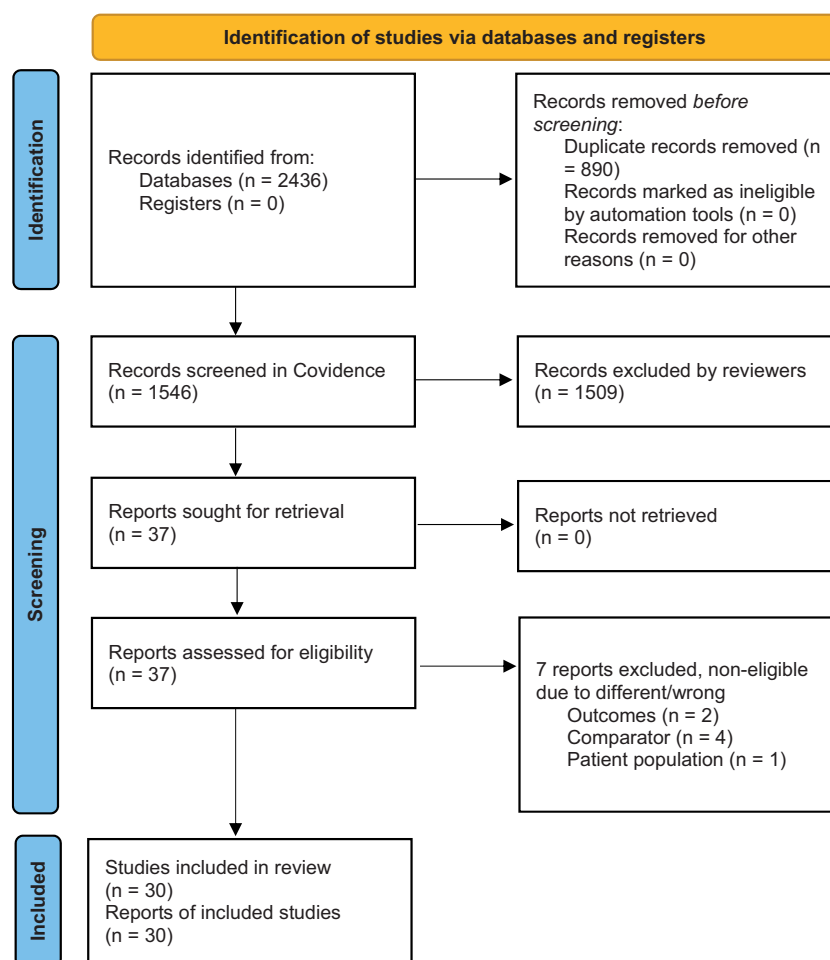 Identification of studies via databases and registers
Identification
Records identified from:
Databases (n = 2436)
Registers (n = 0)
Records removed before
screening:
Duplicate records removed (n
= 890)
Records marked as ineligible
by automation tools (n = 0)
Records removed for other
reasons (n = 0)
Screening
Records screened in Covidence
(n = 1546)
Records excluded by reviewers
(n = 1509)
Reports sought for retrieval
(n = 37)
Reports not retrieved
(n = 0)
Reports assessed for eligibility
(n = 37)
7 reports excluded, non-eligible
due to different/wrong
Outcomes (n = 2)
Comparator (n = 4)
Patient population (n = 1)
Included
Studies included in review
(n = 30)
Reports of included studies
(n = 30)